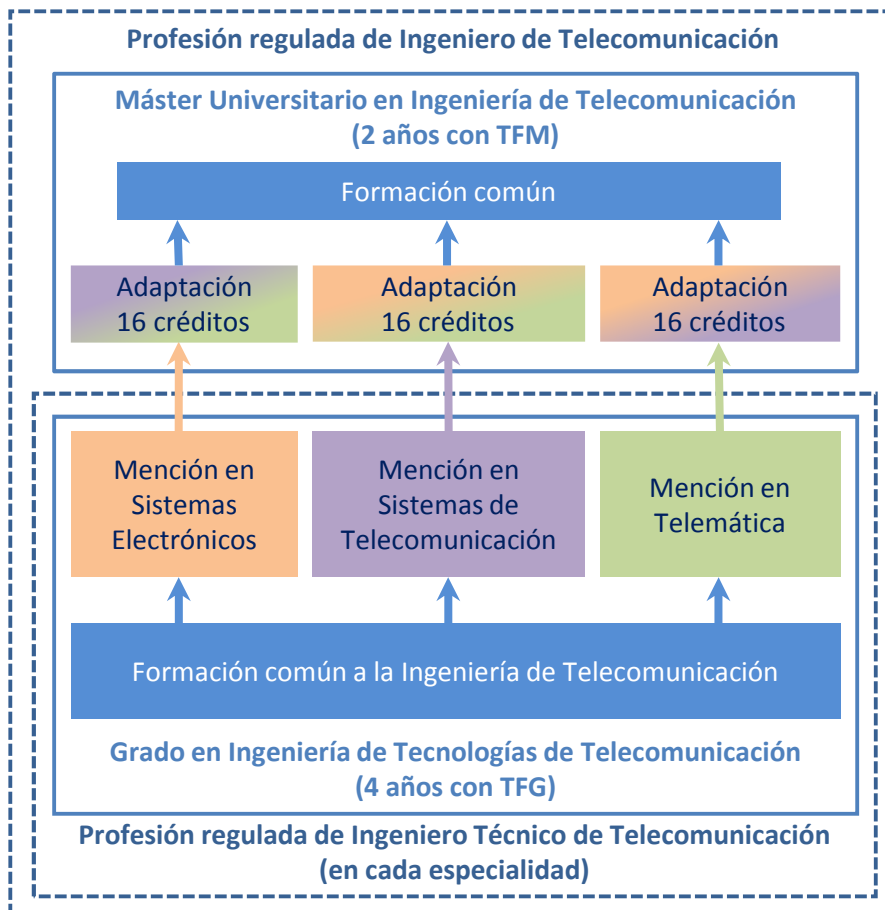 Profesión regulada de Ingeniero de Telecomunicación
Máster Universitario en Ingeniería de Telecomunicación
(2 años con TFM)
Formación común
Adaptación
16 créditos
Adaptación
16 créditos
Adaptación
16 créditos
Mención en
Sistemas
Electrónicos
Mención en
Sistemas de
Telecomunicación
Mención en
Telemática
Formación común a la Ingeniería de Telecomunicación
Grado en Ingeniería de Tecnologías de Telecomunicación
(4 años con TFG)
Profesión regulada de Ingeniero Técnico de Telecomunicación
(en cada especialidad)